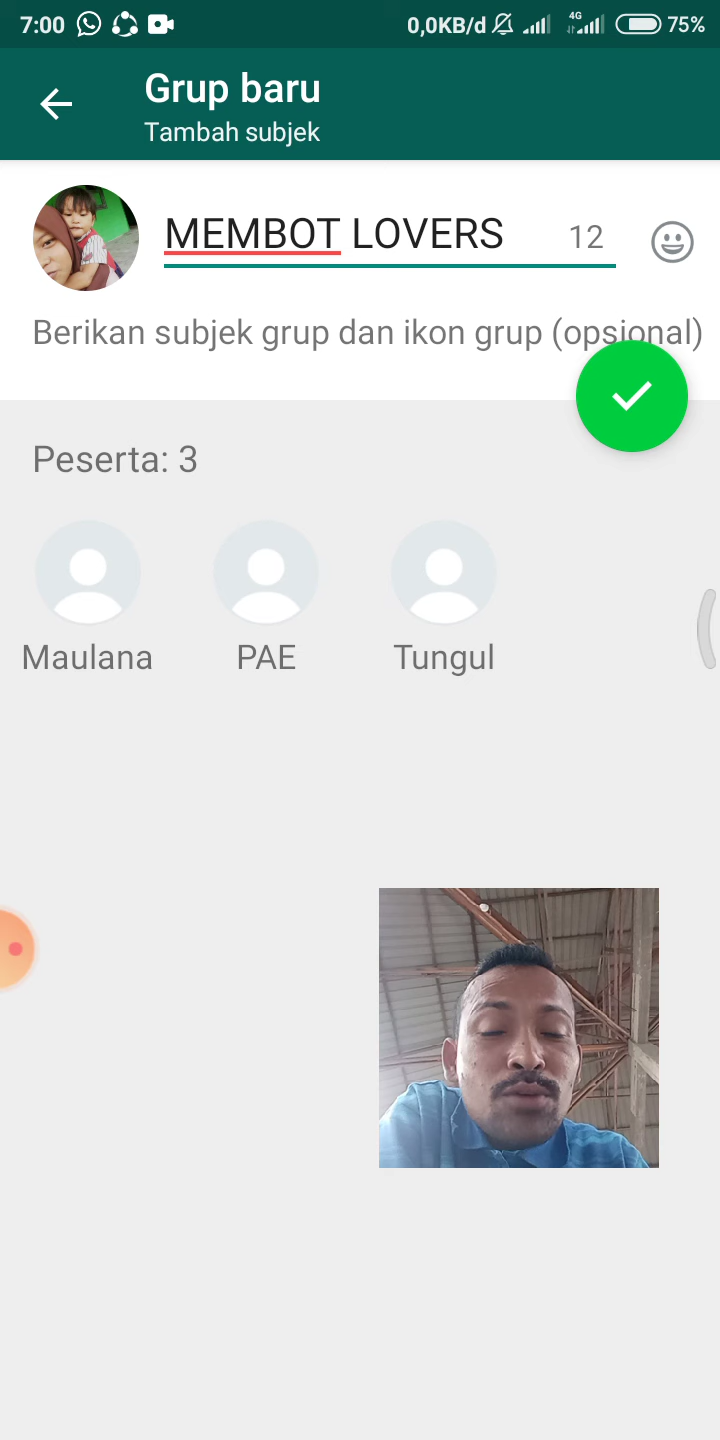 7:00 0,0KB/d 4G 75%
Grup baru
Tambah subjek
MEMBOT LOVERS 12
Berikan subjek grup dan ikon grup (opsional)
Peserta: 3
Maulana PAE Tungul